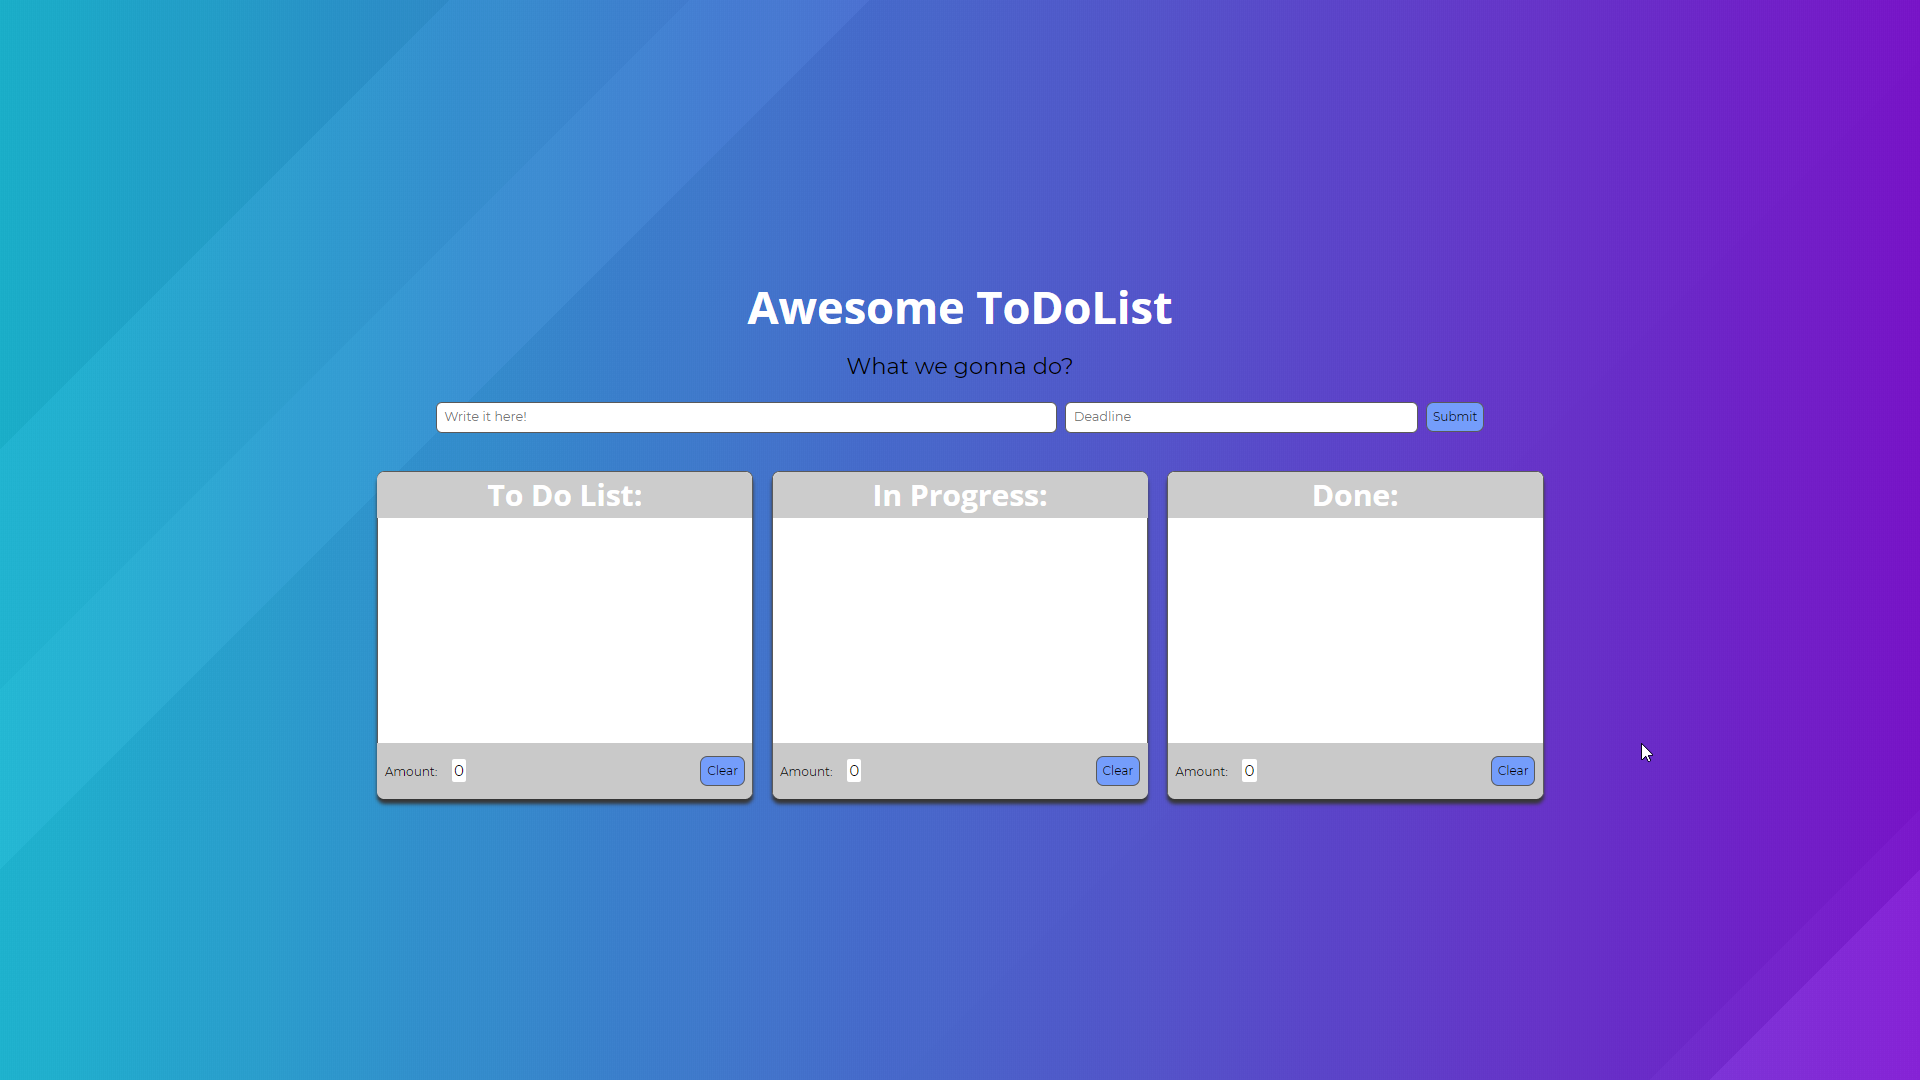 Awesome ToDoList
What we gonna do?
Write it here! Deadline Submit
To Do List: In Progress: Done:
Amount: 0 Clear Amount: 0 Clear Amount: 0 Clear